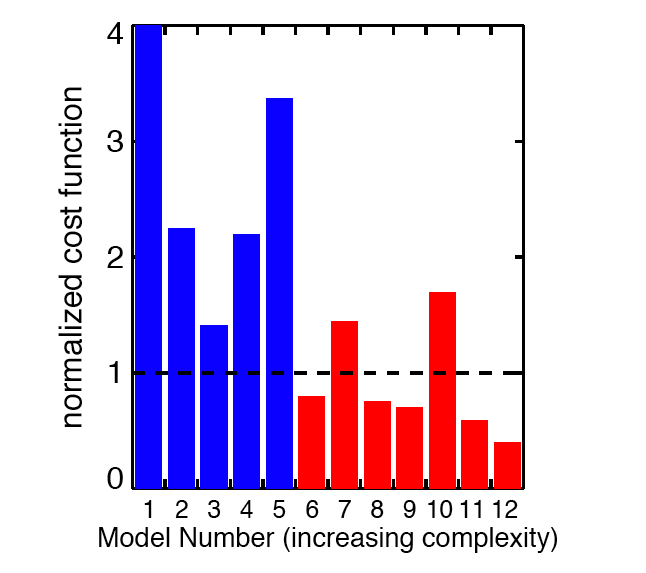 normalized cost function
4
3
2
1
0
1 2 3 4 5 6 7 8 9 10 11 12
Model Number (increasing complexity)